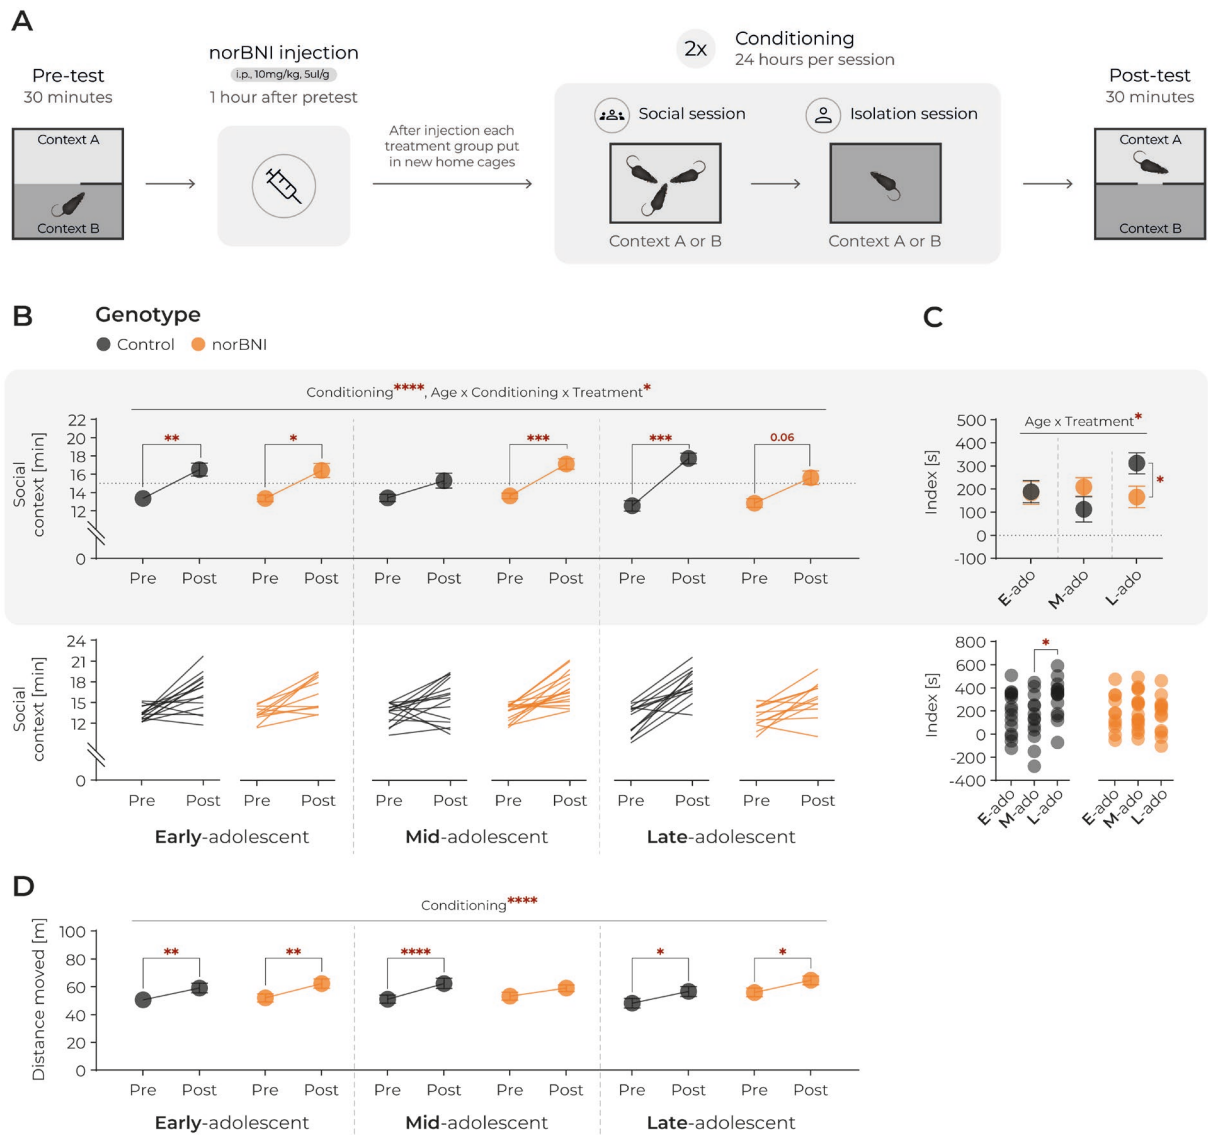 A
Pre-test
30 minutes
Context A
Context B
norBNI injection
i.p., 10mg/kg, 5ul/g
1 hour after pretest
After injection each
treatment group put
in new home cages
2x
Conditioning
24 hours per session
Social session
Context A or B
Isolation session
Context A or B
Post-test
30 minutes
Context A
Context B
B
Genotype
Control
norBNI
Conditioning****, Age x Conditioning x Treatment*
Social
context [min]
22
20
18
16
14
12
0
**
*
***
***
0.06
Pre Post Pre Post Pre Post Pre Post Pre Post Pre Post
Social
context [min]
24
21
18
15
12
0
Pre Post Pre Post Pre Post Pre Post Pre Post Pre Post
Early-adolescent
Mid-adolescent
Late-adolescent
C
Age x Treatment*
Index [s]
500
400
300
200
100
0
-100
*
E-ado
M-ado
L-ado
Index [s]
800
600
400
200
0
-200
-400
*
E-ado
M-ado
L-ado
E-ado
M-ado
L-ado
D
Conditioning****
Distance moved [m]
100
80
60
40
20
0
**
**
****
*
*
Pre Post Pre Post Pre Post Pre Post Pre Post Pre Post
Early-adolescent
Mid-adolescent
Late-adolescent